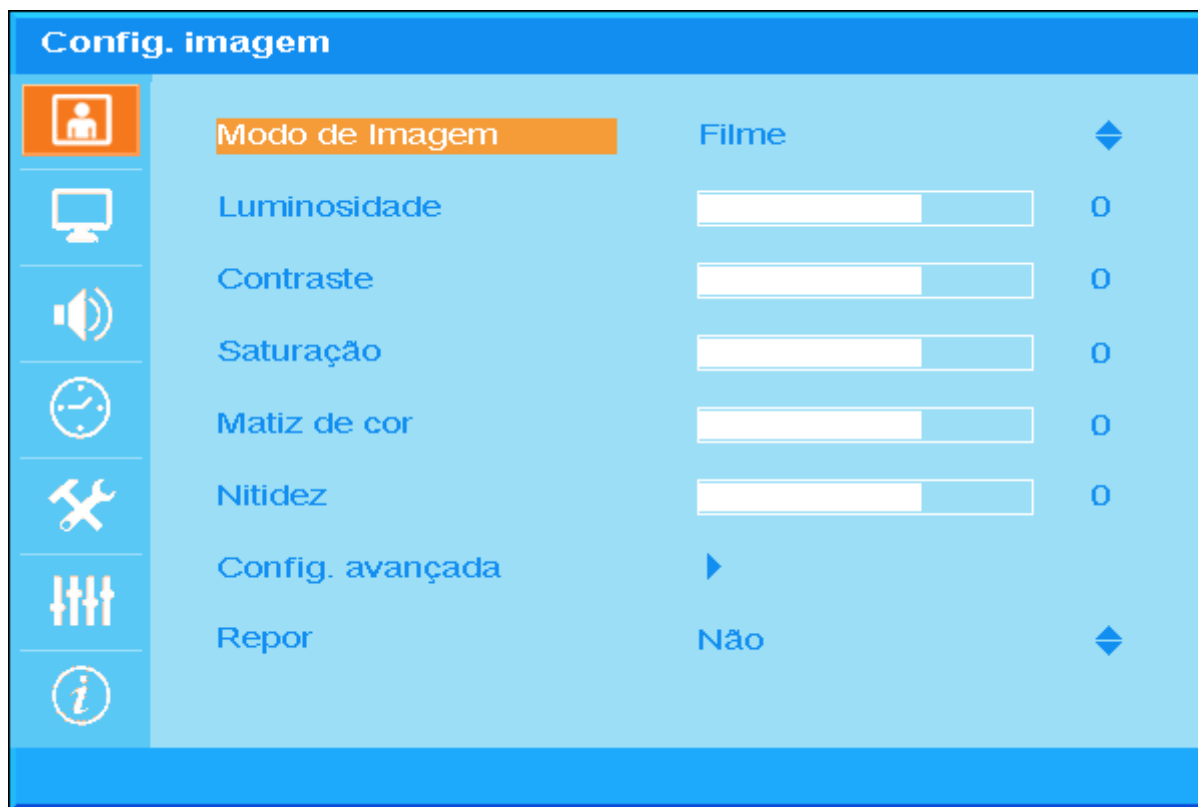 Config. imagem
Modo de Imagem Filme
Luminosidade 0
Contraste 0
Saturação 0
Matiz de cor 0
Nitidez 0
Config. avançada
Repor Não